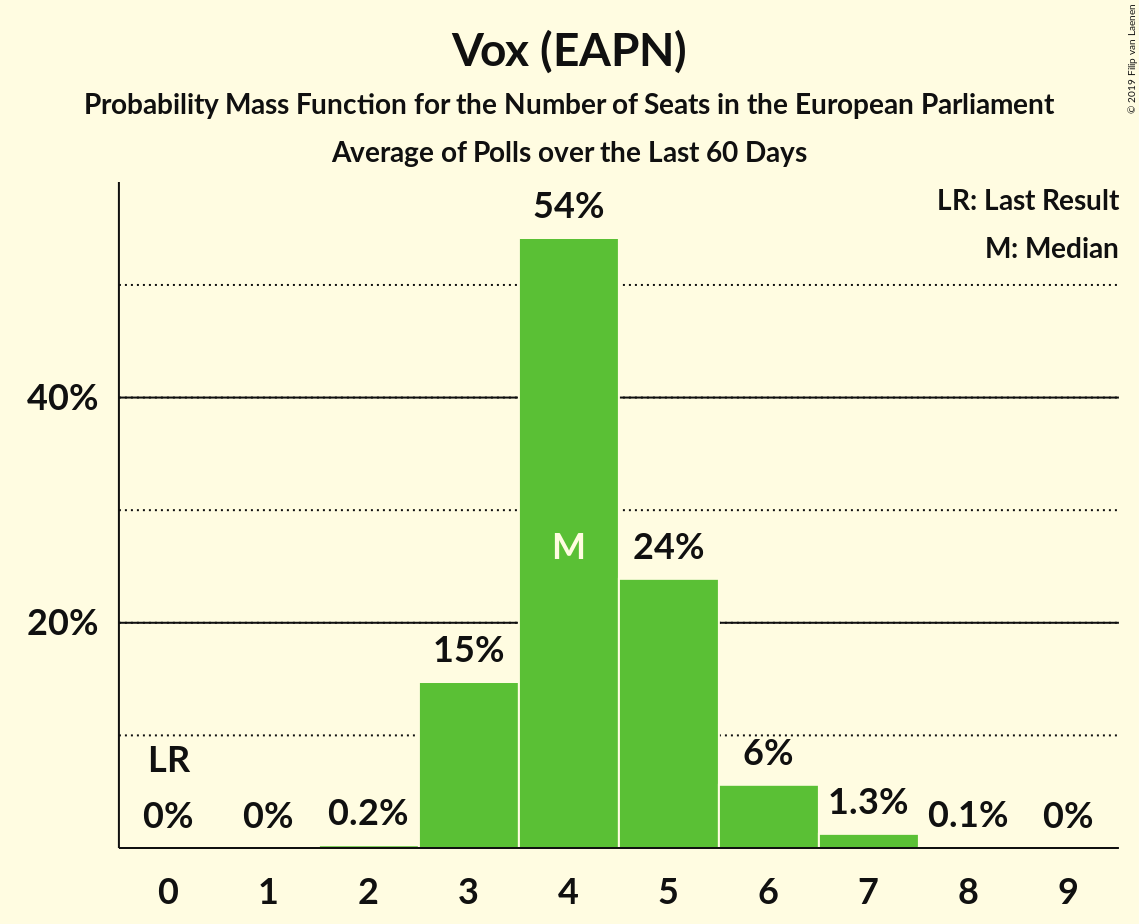 Vox (EAPN)
Probability Mass Function for the Number of Seats in the European Parliament
Average of Polls over the Last 60 Days
© 2019 Filip van Laenen
LR: Last Result
M: Median
54%
40%
M
24%
20%
15%
LR
6%
0%
0%
0.2%
1.3%
0.1%
0%
0 1 2 3 4 5 6 7 8 9